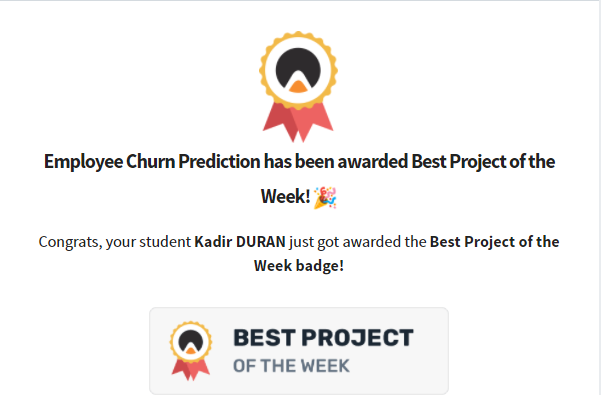 Employee Churn Prediction has been awarded Best Project of the
Week! 🎉
Congrats, your student Kadir DURAN just got awarded the Best Project of the
Week badge!
BEST PROJECT
OF THE WEEK